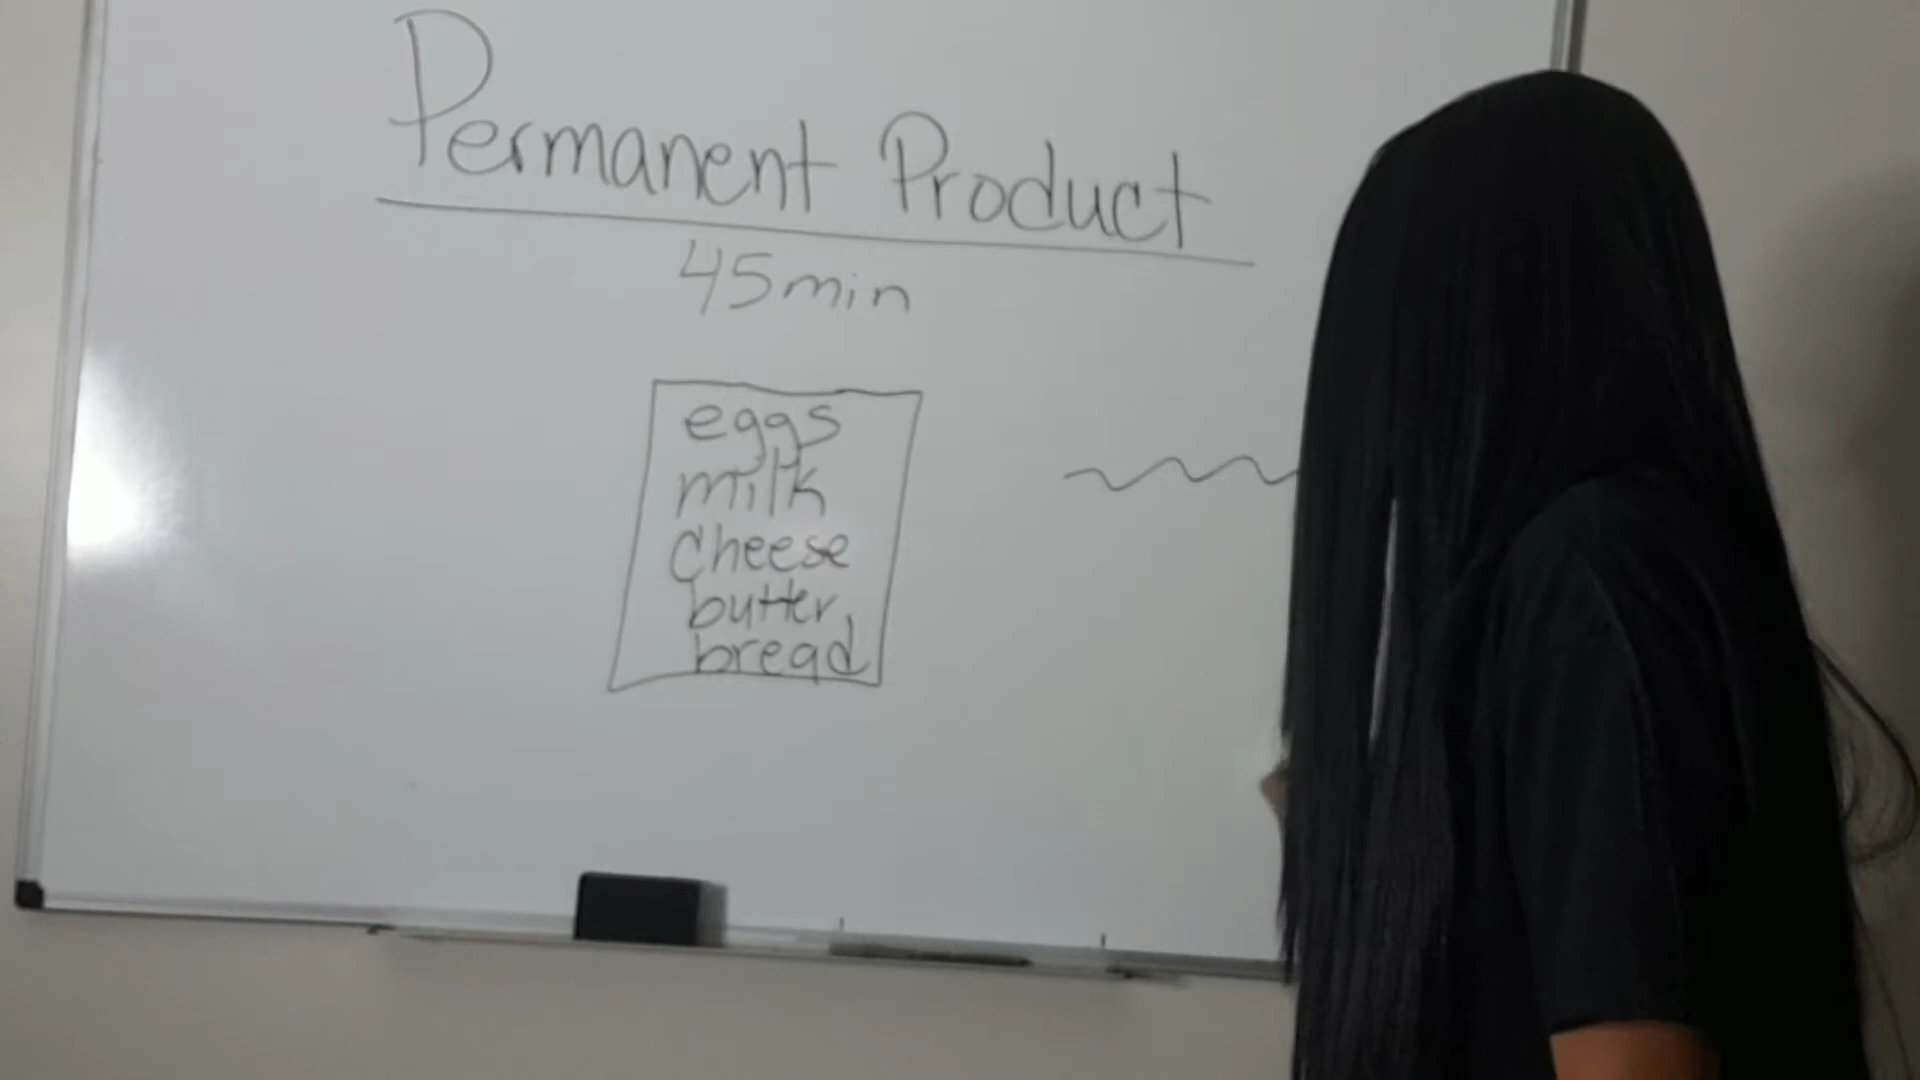 Permanent Product
45min
eggs
milk
cheese
butter
bread